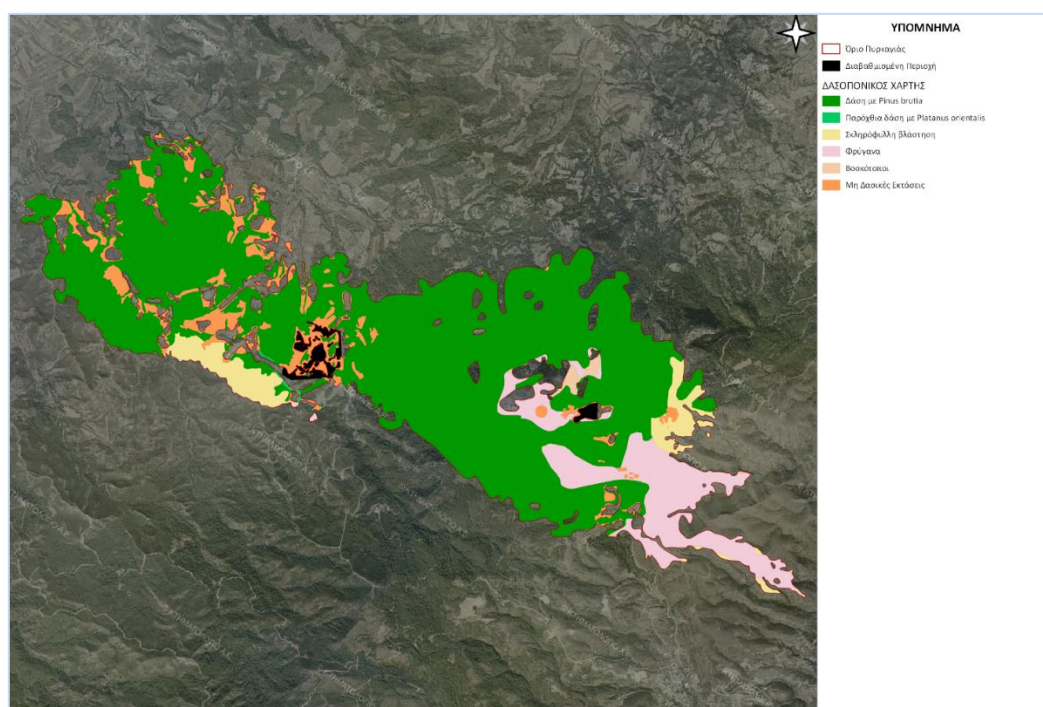 ΥΠΟΜΝΗΜΑ
Όριο Πυρκαγιάς
Διαβαθμισμένη Περιοχή
ΔΑΣΟΠΟΝΙΚΟΣ ΧΑΡΤΗΣ
Δάση με Pinus brutia
Παρόχθια δάση με Platanus orientalis
Σκληρόφυλλη βλάστηση
Φρύγανα
Βοσκότοποι
Μη Δασικές Εκτάσεις